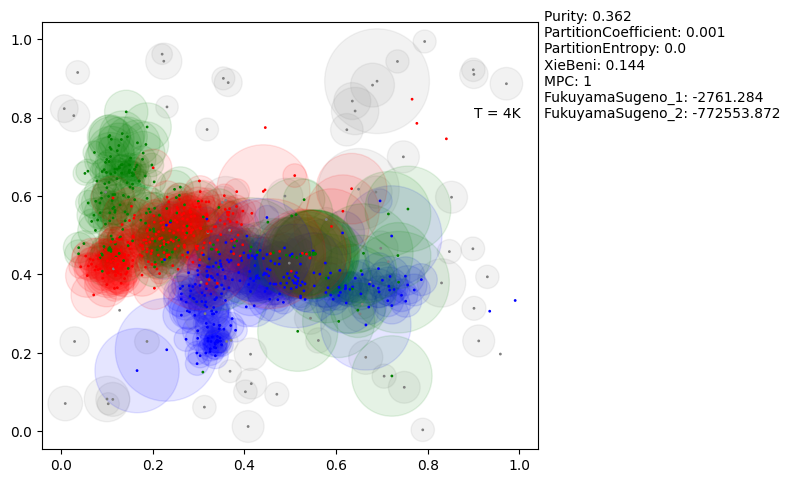 Purity: 0.362
PartitionCoefficient: 0.001
PartitionEntropy: 0.0
XieBeni: 0.144
MPC: 1
FukuyamaSugeno_1: -2761.284
FukuyamaSugeno_2: -772553.872
T = 4K
1.0
0.8
0.6
0.4
0.2
0.0
0.0 0.2 0.4 0.6 0.8 1.0